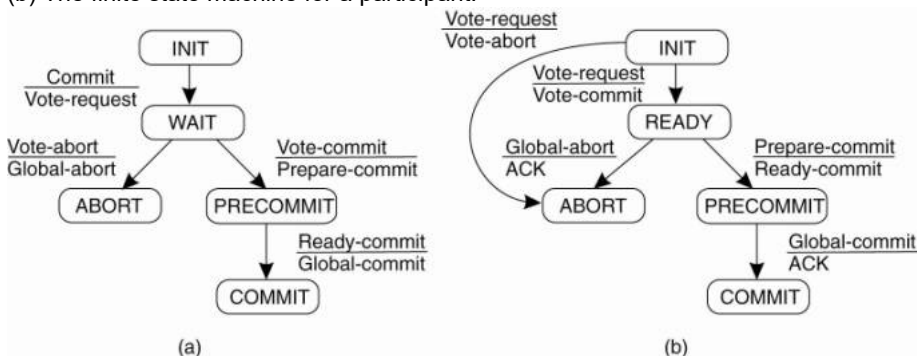 (b) The finite state machine for a participant.
INIT
Commit
Vote-request
WAIT
Vote-abort
Global-abort
Vote-commit
Prepare-commit
ABORT
PRECOMMIT
Ready-commit
Global-commit
COMMIT
(a)
Vote-request
Vote-abort
INIT
Vote-request
Vote-commit
READY
Global-abort
ACK
Prepare-commit
Ready-commit
ABORT
PRECOMMIT
Global-commit
ACK
COMMIT
(b)